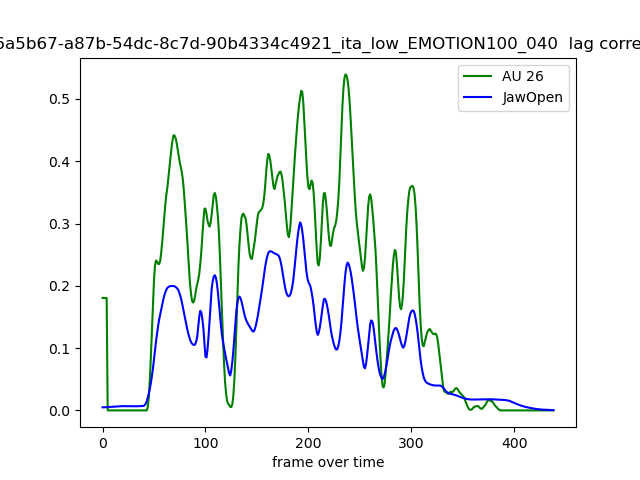 6a5b67-a87b-54dc-8c7d-90b4334c4921_ita_low_EMOTION100_040 lag corre
AU 26
JawOpen
0.5
0.4
0.3
0.2
0.1
0.0
0 100 200 300 400
frame over time